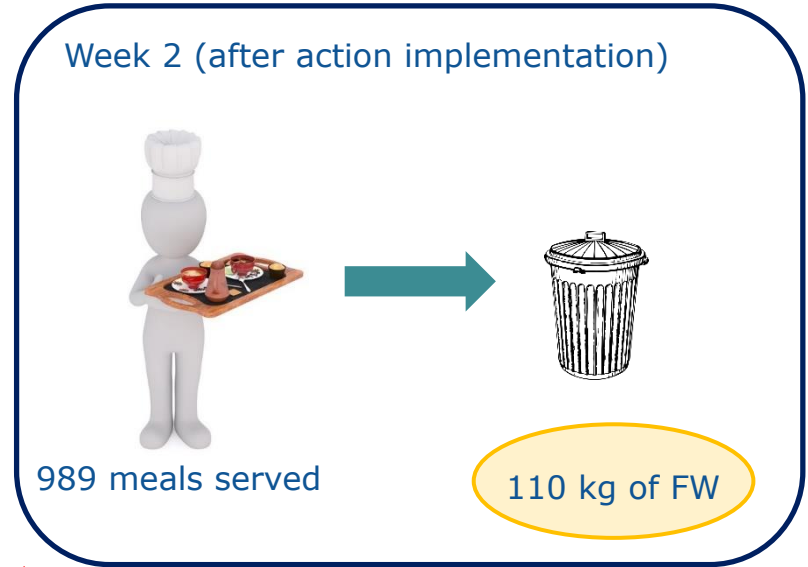 Week 2 (after action implementation)
989 meals served
110 kg of FW